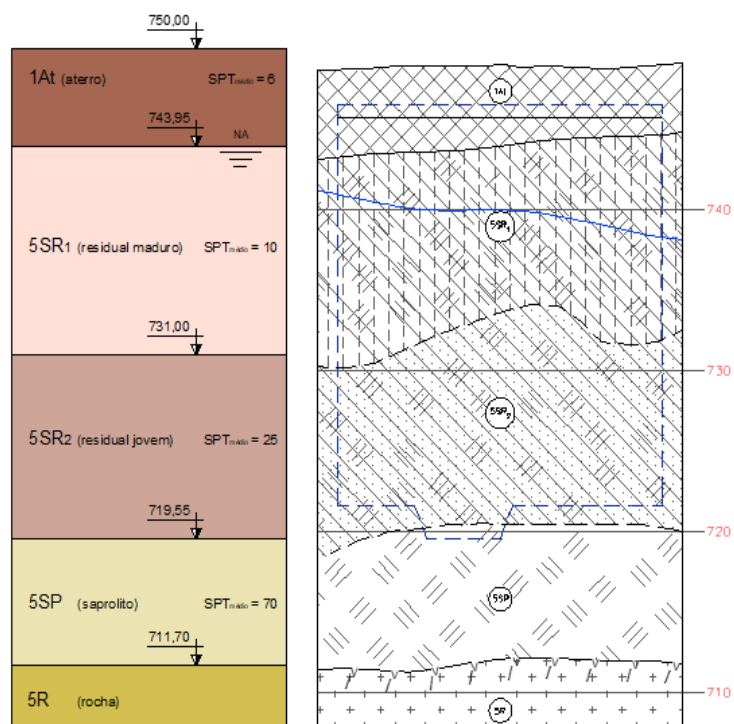 750,00
1At (aterro) SPTmédio = 6
743,95
NA
5SR1 (residual maduro) SPTmédio = 10
731,00
5SR2 (residual jovem) SPTmédio = 25
719,55
5SP (saprolito) SPTmédio = 70
711,70
5R (rocha)
1At
740
5SR1
730
5SR2
720
5SP
710
5R